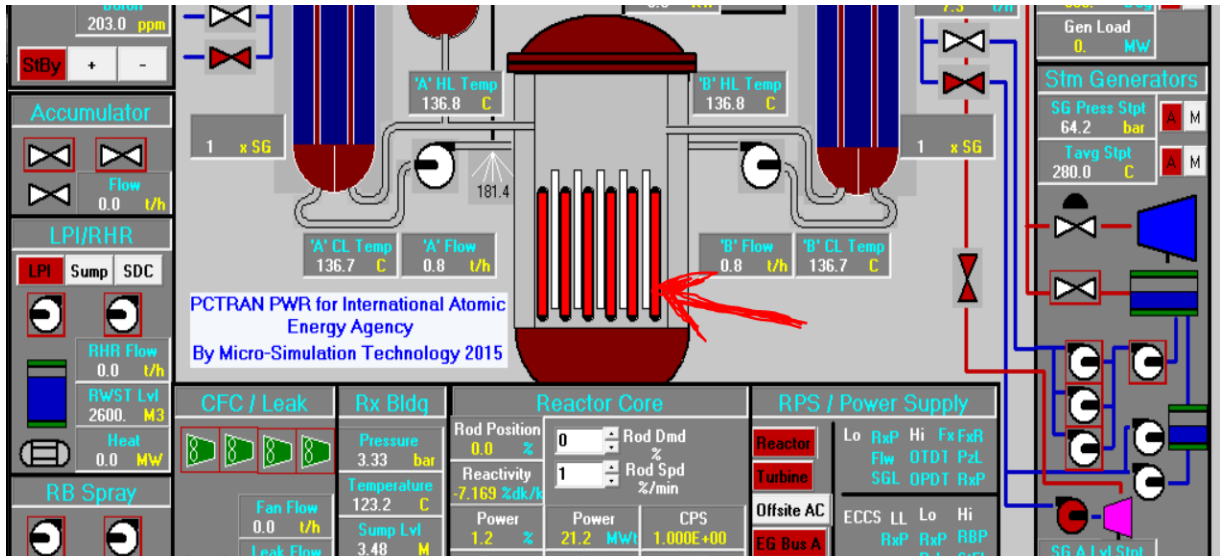 Boron
203.0 ppm
StBy + -
Accumulator
Flow
0.0 t/h
LPI/RHR
LPI Sump SDC
RHR Flow
0.0 t/h
RWST Lvl
2600. M3
Heat
0.0 MW
RB Spray
1 x SG
'A' HL Temp
136.8 C
181.4
'B' HL Temp
136.8 C
1 x SG
t/h
'A' CL Temp
136.7 C
'A' Flow
0.8 t/h
'B' Flow
0.8 t/h
'B' CL Temp
136.7 C
PCTRAN PWR for International Atomic
Energy Agency
By Micro-Simulation Technology 2015
CFC / Leak
Fan Flow
0.0 t/h
Leak Flow
Rx Bldg
Pressure
3.33 bar
Temperature
123.2 C
Sump Lvl
3.48 M
Reactor Core
Rod Position
0.0 %
0 Rod Dmd
%
Reactivity
-7.169 %dk/k
1 Rod Spd
%/min
Power
1.2 %
Power
21.2 MWt
CPS
1.000E+00
RPS / Power Supply
Reactor
Turbine
Offsite AC
EG Bus A
Lo RxP Hi Fx FxR
Flw OTDT PzL
SGL OPDT RxP
ECCS LL Lo Hi
RxP RxP RBP
Gen Load
0. MW
Stm Generators
SG Press Stpt
64.2 bar
A M
Tavg Stpt
280.0 C
A M
SG A Lvl Stpt